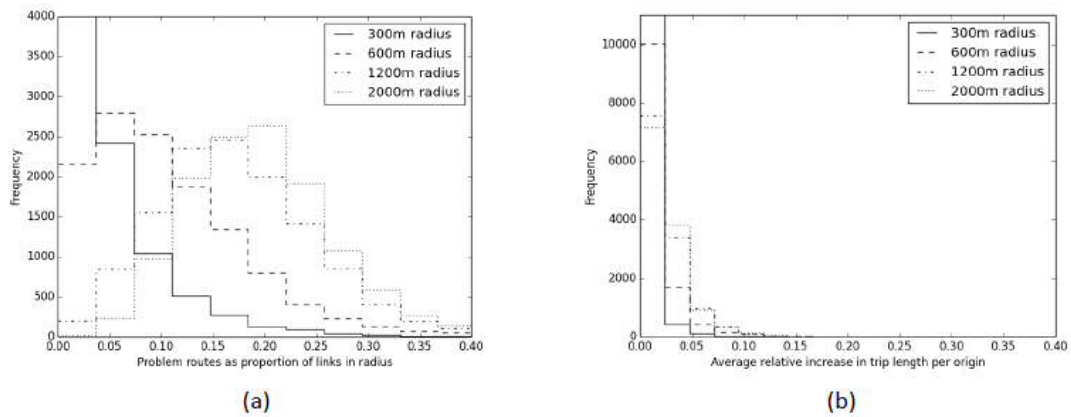 4000
3500
3000
2500
2000
1500
1000
500
0
Frequency
0.00 0.05 0.10 0.15 0.20 0.25 0.30 0.35 0.40
Problem routes as proportion of links in radius
300m radius
600m radius
1200m radius
2000m radius
(a)
10000
8000
6000
4000
2000
0
Frequency
0.00 0.05 0.10 0.15 0.20 0.25 0.30 0.35 0.40
Average relative increase in trip length per origin
300m radius
600m radius
1200m radius
2000m radius
(b)